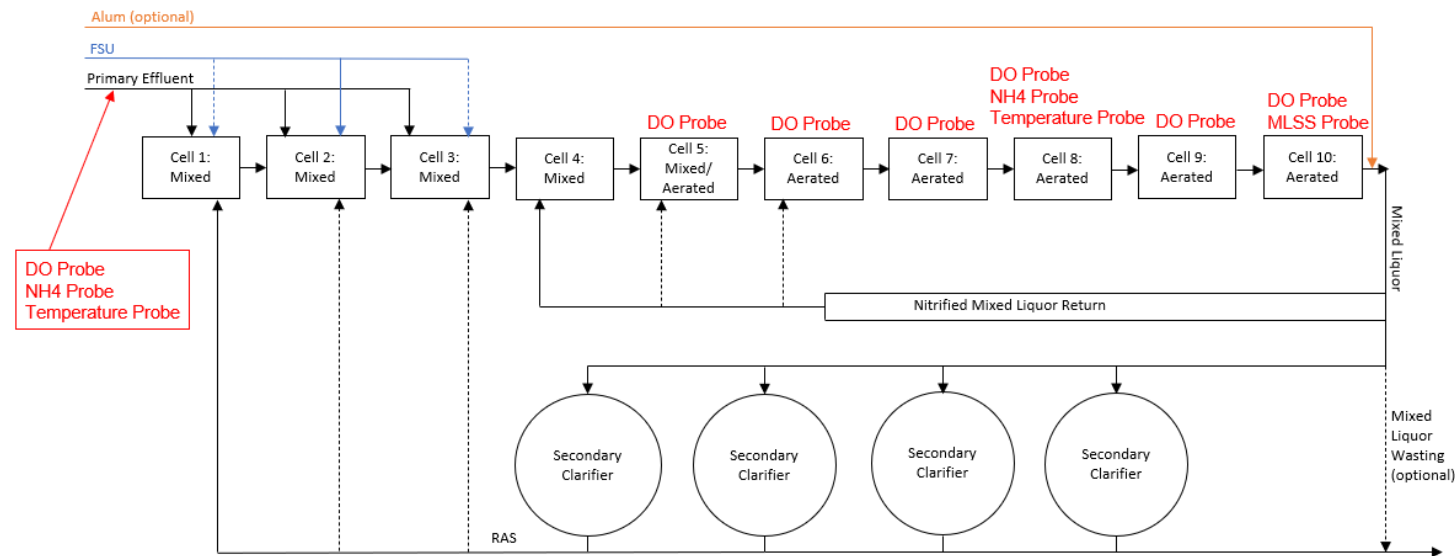 Alum (optional)
FSU
Primary Effluent
DO Probe
NH4 Probe
Temperature Probe
Cell 1:
Mixed
Cell 2:
Mixed
Cell 3:
Mixed
Cell 4:
Mixed
DO Probe
Cell 5:
Mixed/
Aerated
DO Probe
Cell 6:
Aerated
DO Probe
Cell 7:
Aerated
DO Probe
NH4 Probe
Temperature Probe
Cell 8:
Aerated
DO Probe
Cell 9:
Aerated
DO Probe
MLSS Probe
Cell 10:
Aerated
Mixed Liquor
Nitrified Mixed Liquor Return
Secondary
Clarifier
Secondary
Clarifier
Secondary
Clarifier
Secondary
Clarifier
Mixed
Liquor
Wasting
(optional)
RAS